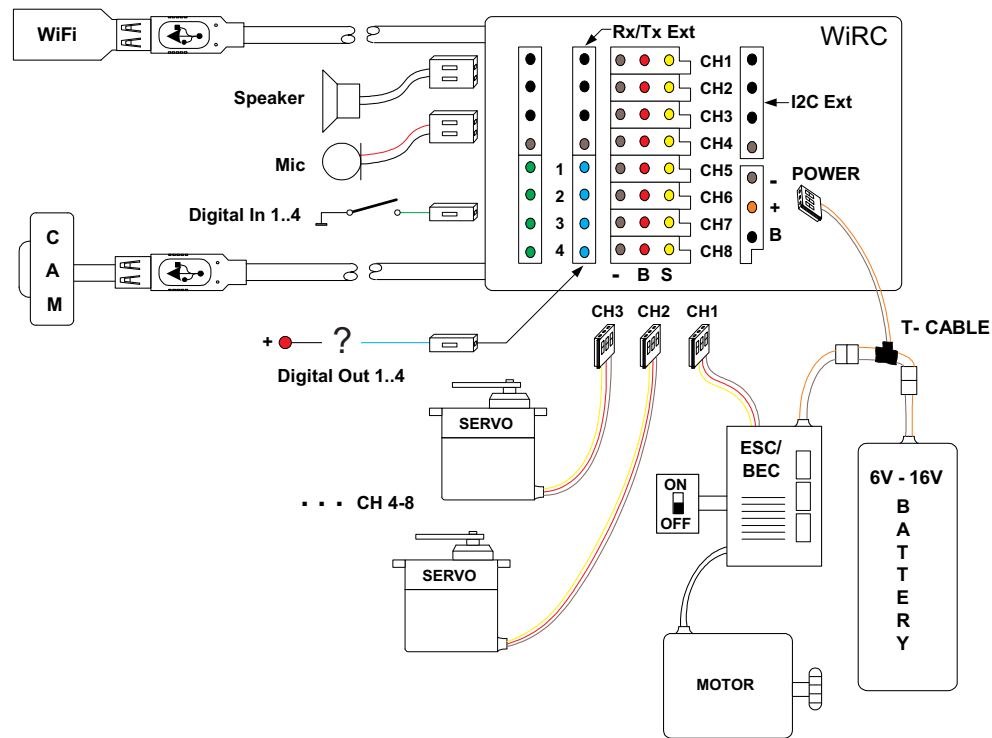 WiFi
Rx/Tx Ext
WiRC
CH1
CH2
CH3
CH4
CH5
CH6
CH7
CH8
I2C Ext
Speaker
Mic
1
2
3
4
POWER
-
+
B
Digital In 1..4
- B S
C
A
M
CH3 CH2 CH1
T- CABLE
+ ?
Digital Out 1..4
SERVO
ESC/
BEC
6V - 16V
B
A
T
T
E
R
Y
ON
OFF
. . . CH 4-8
SERVO
MOTOR